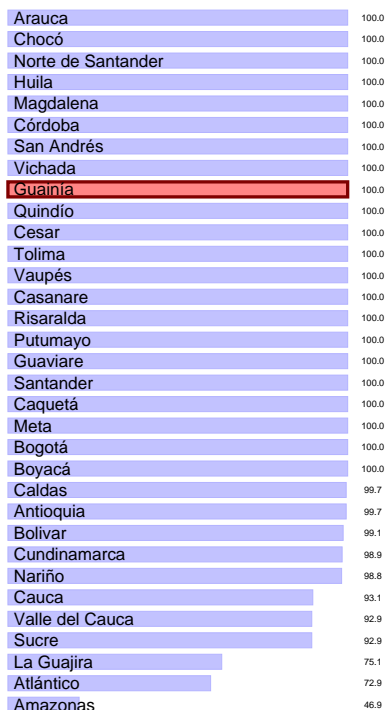 Arauca 100.0
Chocó 100.0
Norte de Santander 100.0
Huila 100.0
Magdalena 100.0
Córdoba 100.0
San Andrés 100.0
Vichada 100.0
Guainía 100.0
Quindío 100.0
Cesar 100.0
Tolima 100.0
Vaupés 100.0
Casanare 100.0
Risaralda 100.0
Putumayo 100.0
Guaviare 100.0
Santander 100.0
Caquetá 100.0
Meta 100.0
Bogotá 100.0
Boyacá 100.0
Caldas 99.7
Antioquia 99.7
Bolivar 99.1
Cundinamarca 98.9
Nariño 98.8
Cauca 93.1
Valle del Cauca 92.9
Sucre 92.9
La Guajira 75.1
Atlántico 72.9
Amazonas 46.9